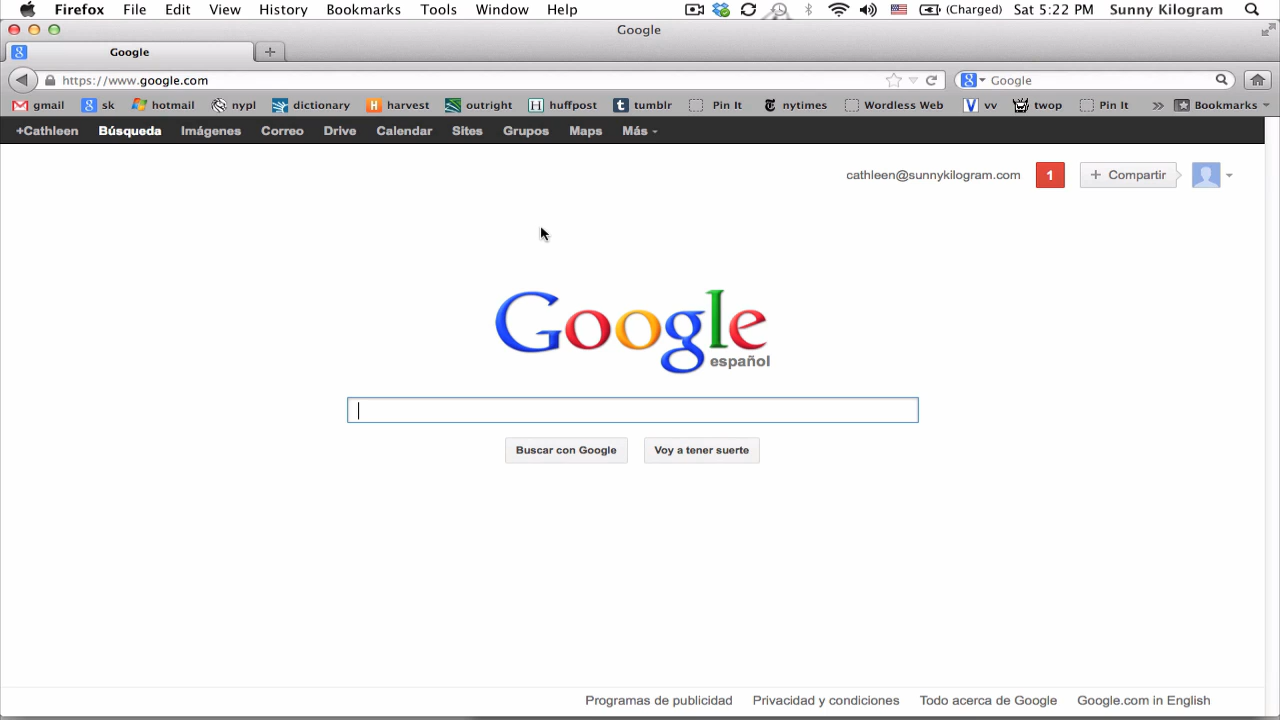 Firefox File Edit View History Bookmarks Tools Window Help (Charged) Sat 5:22 PM Sunny Kilogram
Google
Google
https://www.google.com Google
gmail sk hotmail nypl dictionary harvest outright huffpost tumblr Pin It nytimes Wordless Web vv twop Pin It » Bookmarks
+Cathleen Búsqueda Imágenes Correo Drive Calendar Sites Grupos Maps Más
cathleen@sunnykilogram.com 1 + Compartir
Google
español
Buscar con Google Voy a tener suerte
Programas de publicidad Privacidad y condiciones Todo acerca de Google Google.com in English